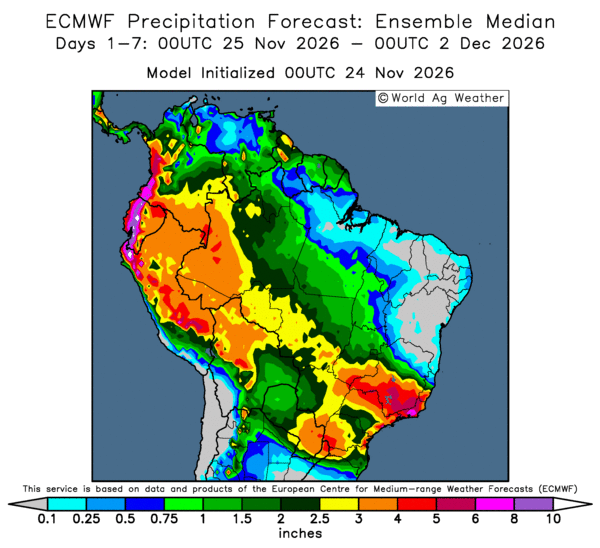 ECMWF Precipitation Forecast: Ensemble Median
Days 1-7: 00UTC 25 Nov 2026 - 00UTC 2 Dec 2026
Model Initialized 00UTC 24 Nov 2026
© World Ag Weather
This service is based on data and products of the European Centre for Medium-range Weather Forecasts (ECMWF)
0.1 0.25 0.5 0.75 1 1.5 2 2.5 3 4 5 6 8 10
inches